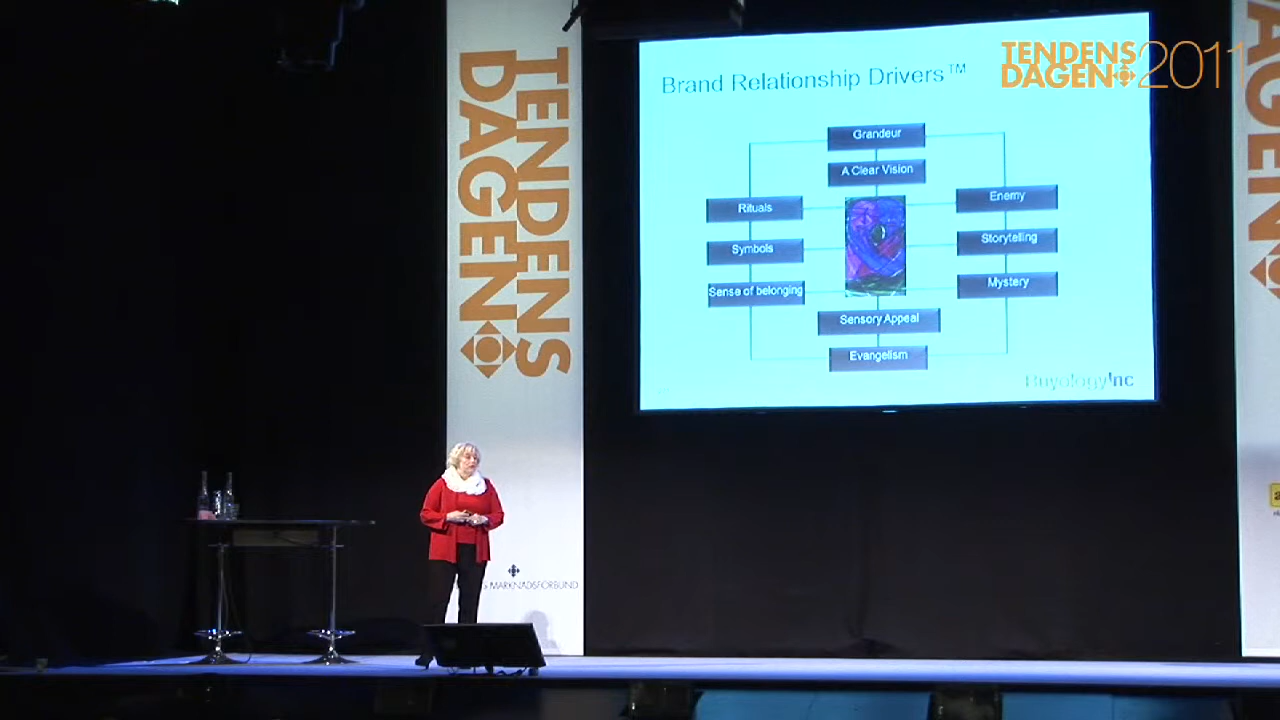 TENDENS
DAGEN
Brand Relationship Drivers™
TENDENS
DAGEN 2011
Grandeur
A Clear Vision
Rituals
Enemy
Symbols
Storytelling
Sense of belonging
Mystery
Sensory Appeal
Evangelism
Buyology Inc
MARKNADSFÖRBUND
AGEN